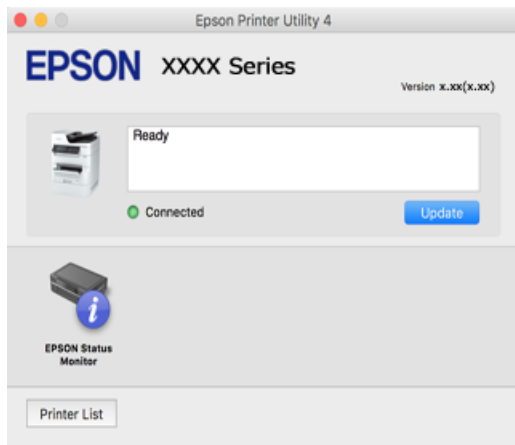 Epson Printer Utility 4
EPSON XXXX Series
Version x.xx(x.xx)
Ready
Connected
Update
EPSON Status
Monitor
Printer List